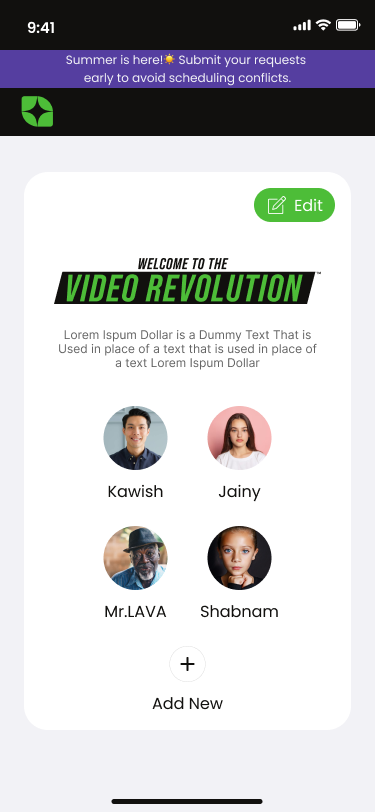 9:41
Summer is here!☀️ Submit your requests
early to avoid scheduling conflicts.
Edit
WELCOME TO THE
VIDEO REVOLUTION™
Lorem Ispum Dollar is a Dummy Text That is
Used in place of a text that is used in place of
a text Lorem Ispum Dollar
Kawish Jainy
Mr.LAVA Shabnam
+
Add New